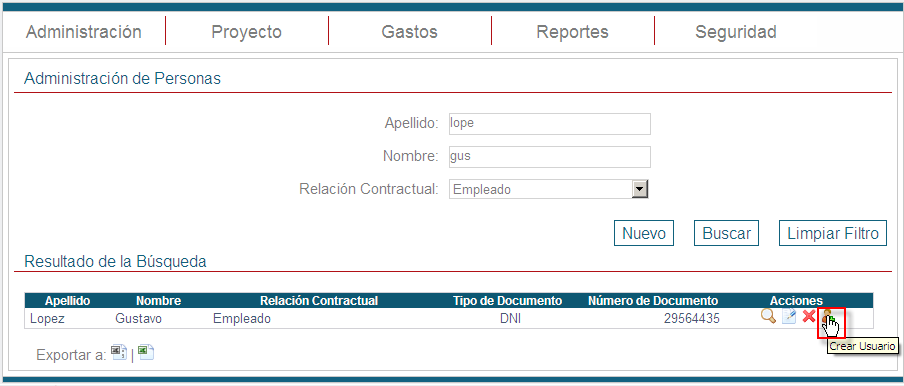 Administración Proyecto Gastos Reportes Seguridad
Administración de Personas
Apellido: lope
Nombre: gus
Relación Contractual: Empleado
Nuevo Buscar Limpiar Filtro
Resultado de la Búsqueda
Apellido Nombre Relación Contractual Tipo de Documento Número de Documento Acciones
Lopez Gustavo Empleado DNI 29564435
Crear Usuario
Exportar a: |